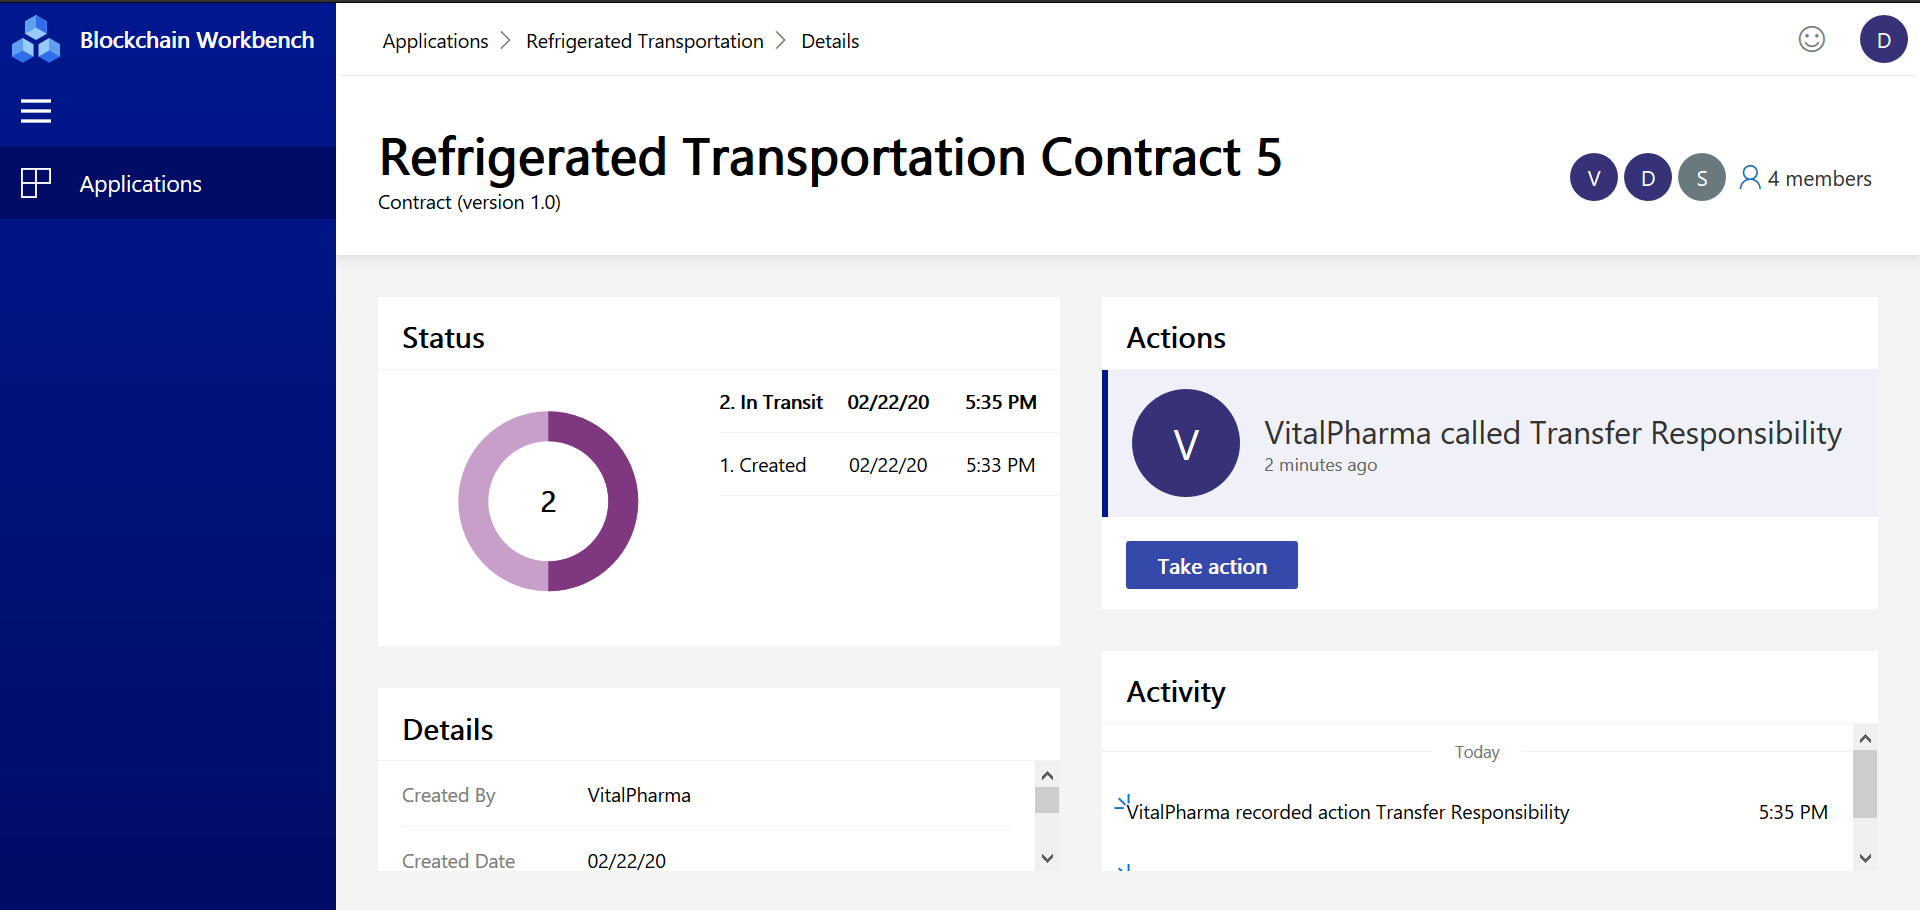 Blockchain Workbench
Applications
Applications > Refrigerated Transportation > Details
D
Refrigerated Transportation Contract 5
Contract (version 1.0)
V D S 4 members
Status
2
2. In Transit 02/22/20 5:35 PM
1. Created 02/22/20 5:33 PM
Details
Created By VitalPharma
Created Date 02/22/20
Actions
V
VitalPharma called Transfer Responsibility
2 minutes ago
Take action
Activity
Today
VitalPharma recorded action Transfer Responsibility 5:35 PM